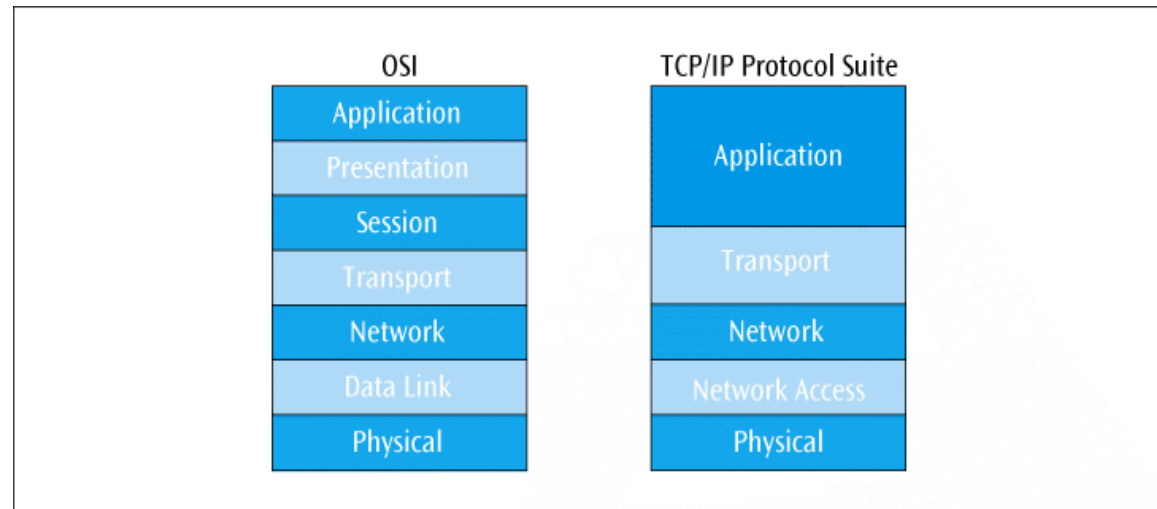 OSI
Application
Presentation
Session
Transport
Network
Data Link
Physical
TCP/IP Protocol Suite
Application
Transport
Network
Network Access
Physical